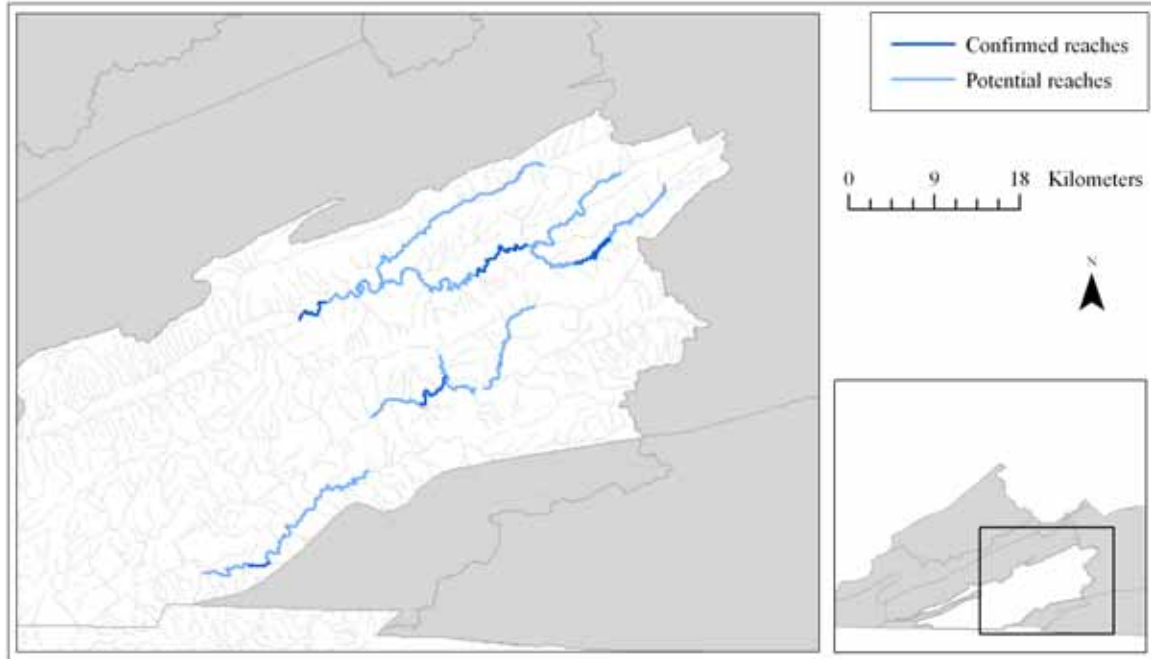 Confirmed reaches
Potential reaches
0 9 18 Kilometers
N